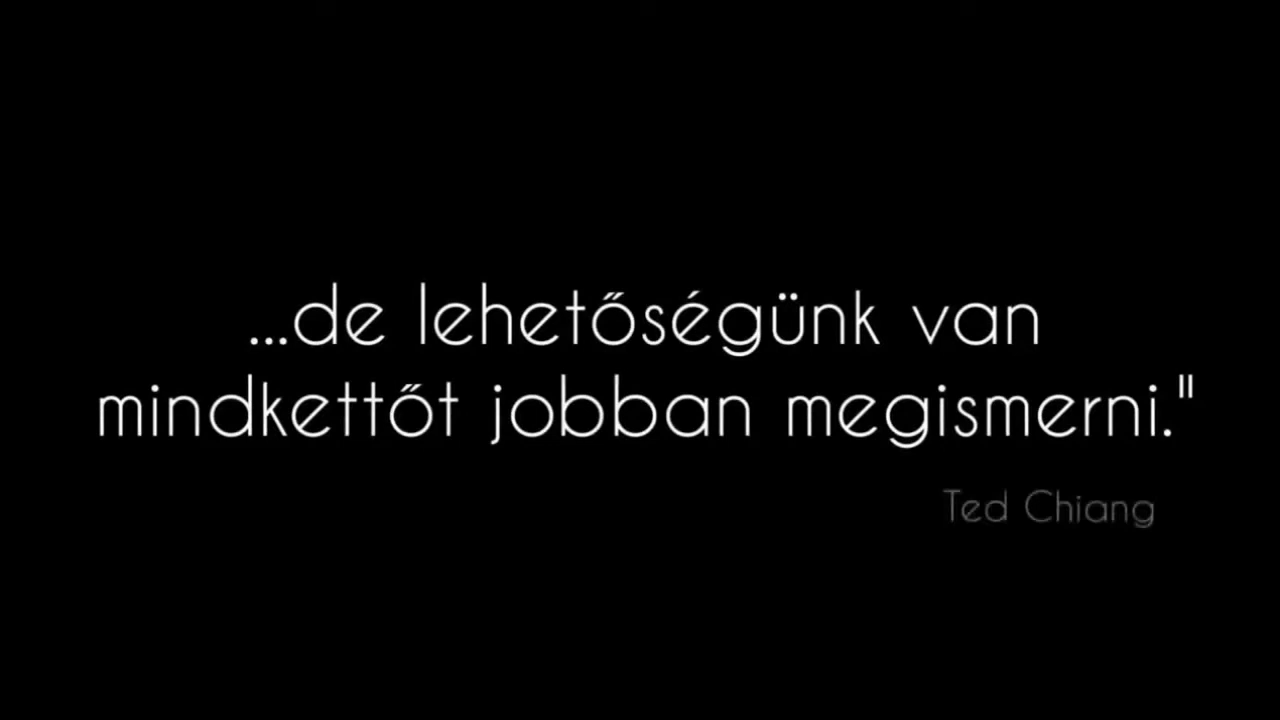 ...de lehetőségünk van
mindkettőt jobban megismerni."
Ted Chiang